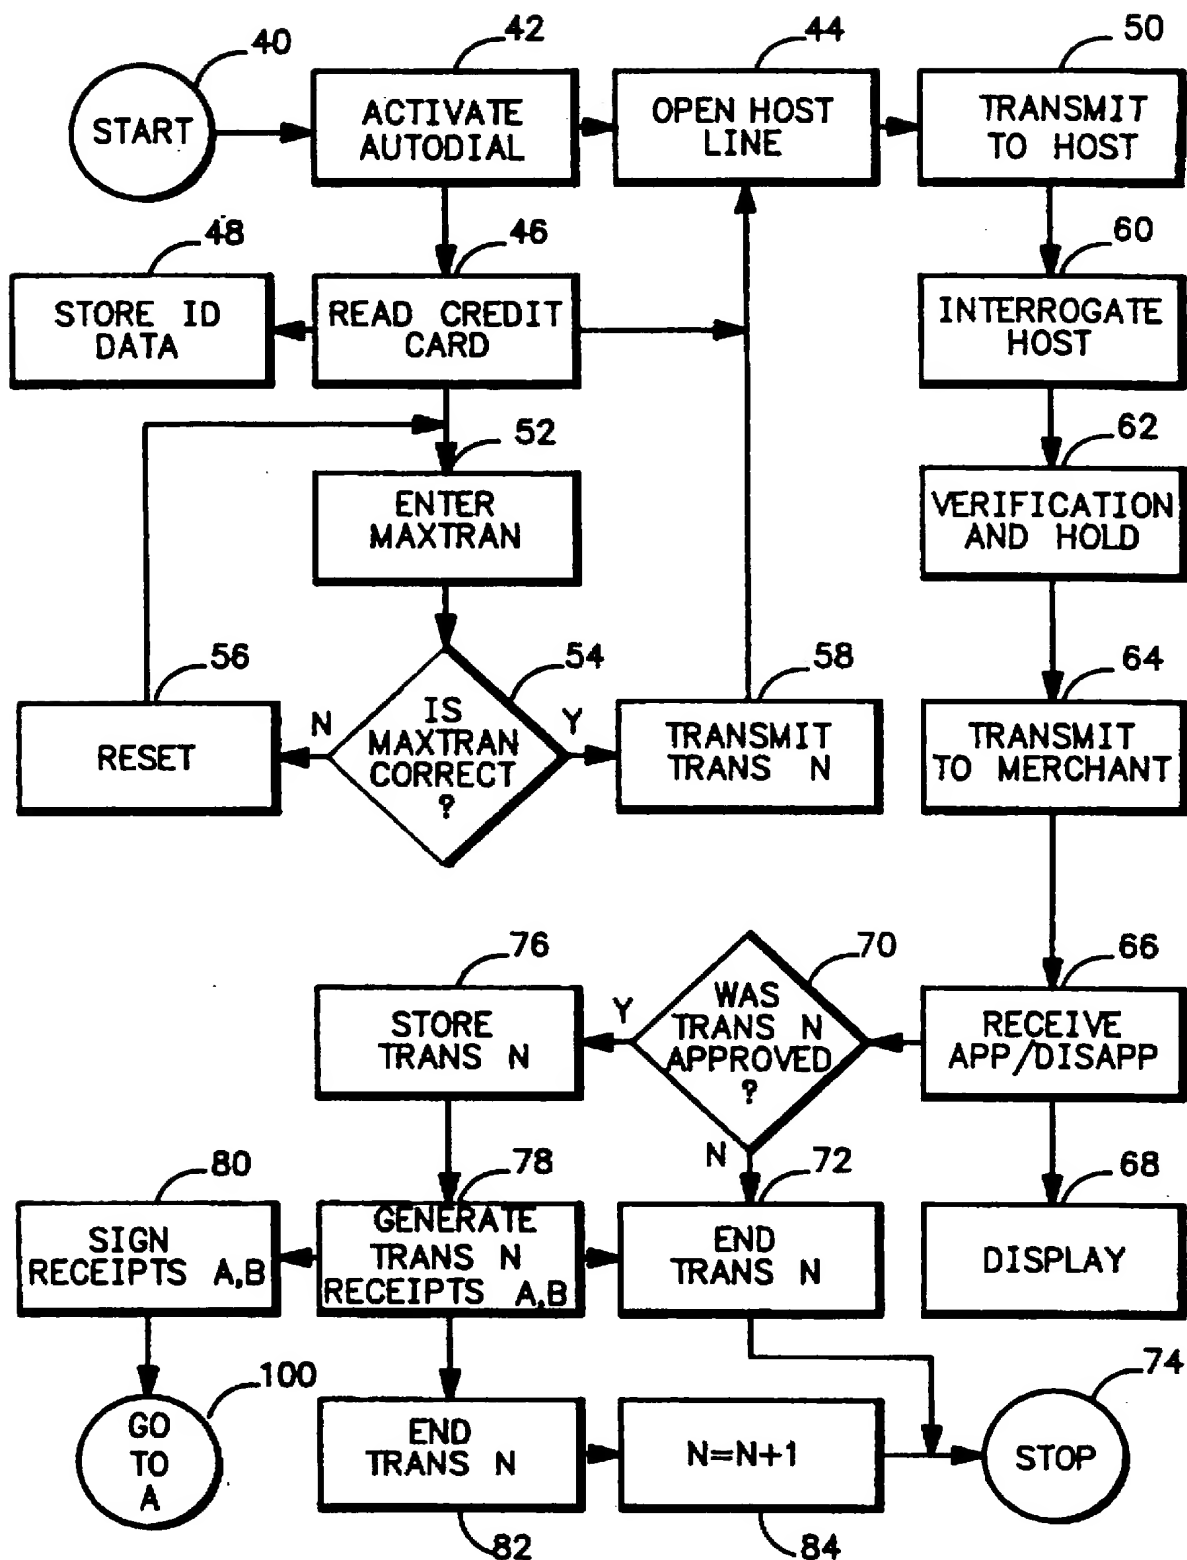 40
42
44
50
START
ACTIVATE
AUTODIAL
OPEN HOST
LINE
TRANSMIT
TO HOST
48
46
60
STORE ID
DATA
READ CREDIT
CARD
INTERROGATE
HOST
52
62
ENTER
MAXTRAN
VERIFICATION
AND HOLD
56
54
58
64
RESET
N
IS
MAXTRAN
CORRECT
?
Y
TRANSMIT
TRANS N
TRANSMIT
TO MERCHANT
76
70
66
STORE
TRANS N
Y
WAS
TRANS N
APPROVED
?
N
RECEIVE
APP/DISAPP
80
78
72
68
SIGN
RECEIPTS A,B
GENERATE
TRANS N
RECEIPTS A,B
END
TRANS N
DISPLAY
100
74
GO
TO
A
END
TRANS N
N=N+1
STOP
82
84